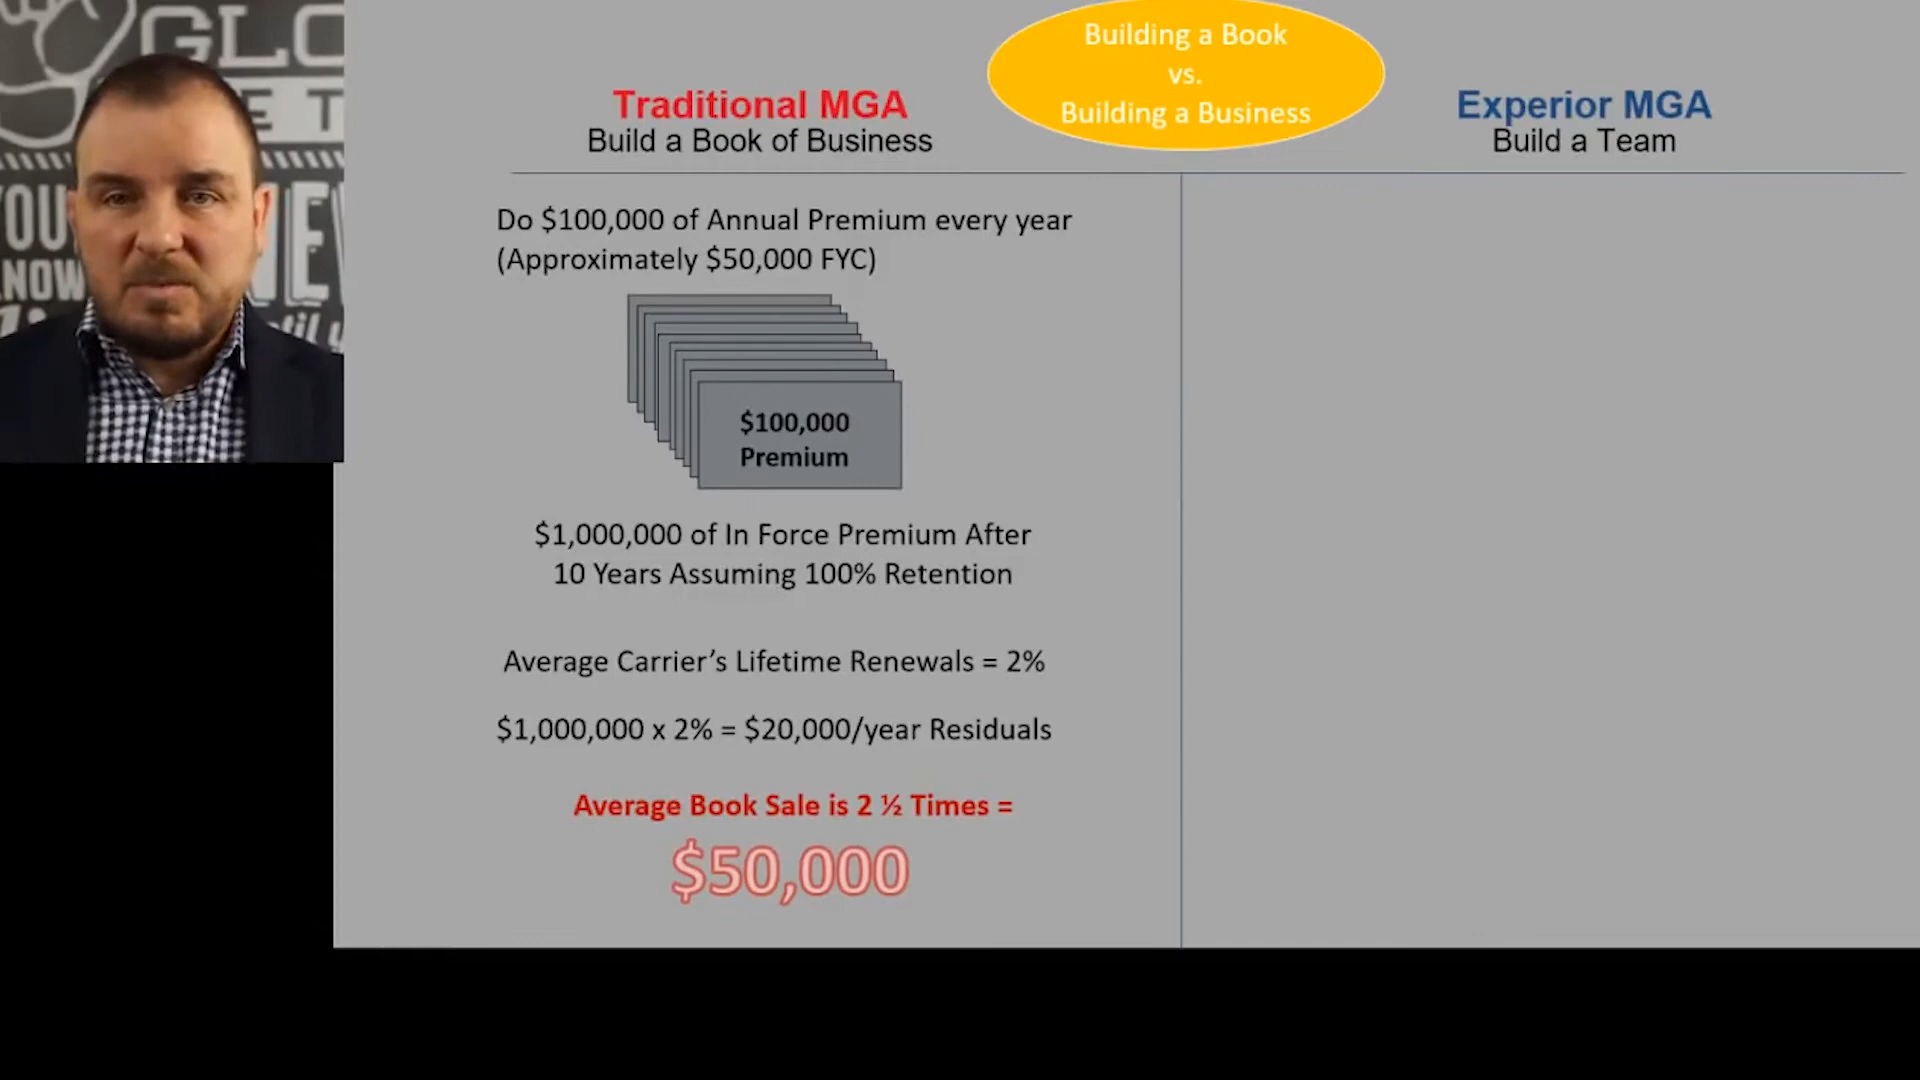 GLO
E T
YOU
NOW
Building a Book
vs.
Building a Business
Traditional MGA
Build a Book of Business
Experior MGA
Build a Team
Do $100,000 of Annual Premium every year
(Approximately $50,000 FYC)
$100,000
Premium
$1,000,000 of In Force Premium After
10 Years Assuming 100% Retention
Average Carrier’s Lifetime Renewals = 2%
$1,000,000 x 2% = $20,000/year Residuals
Average Book Sale is 2 ½ Times =
$50,000